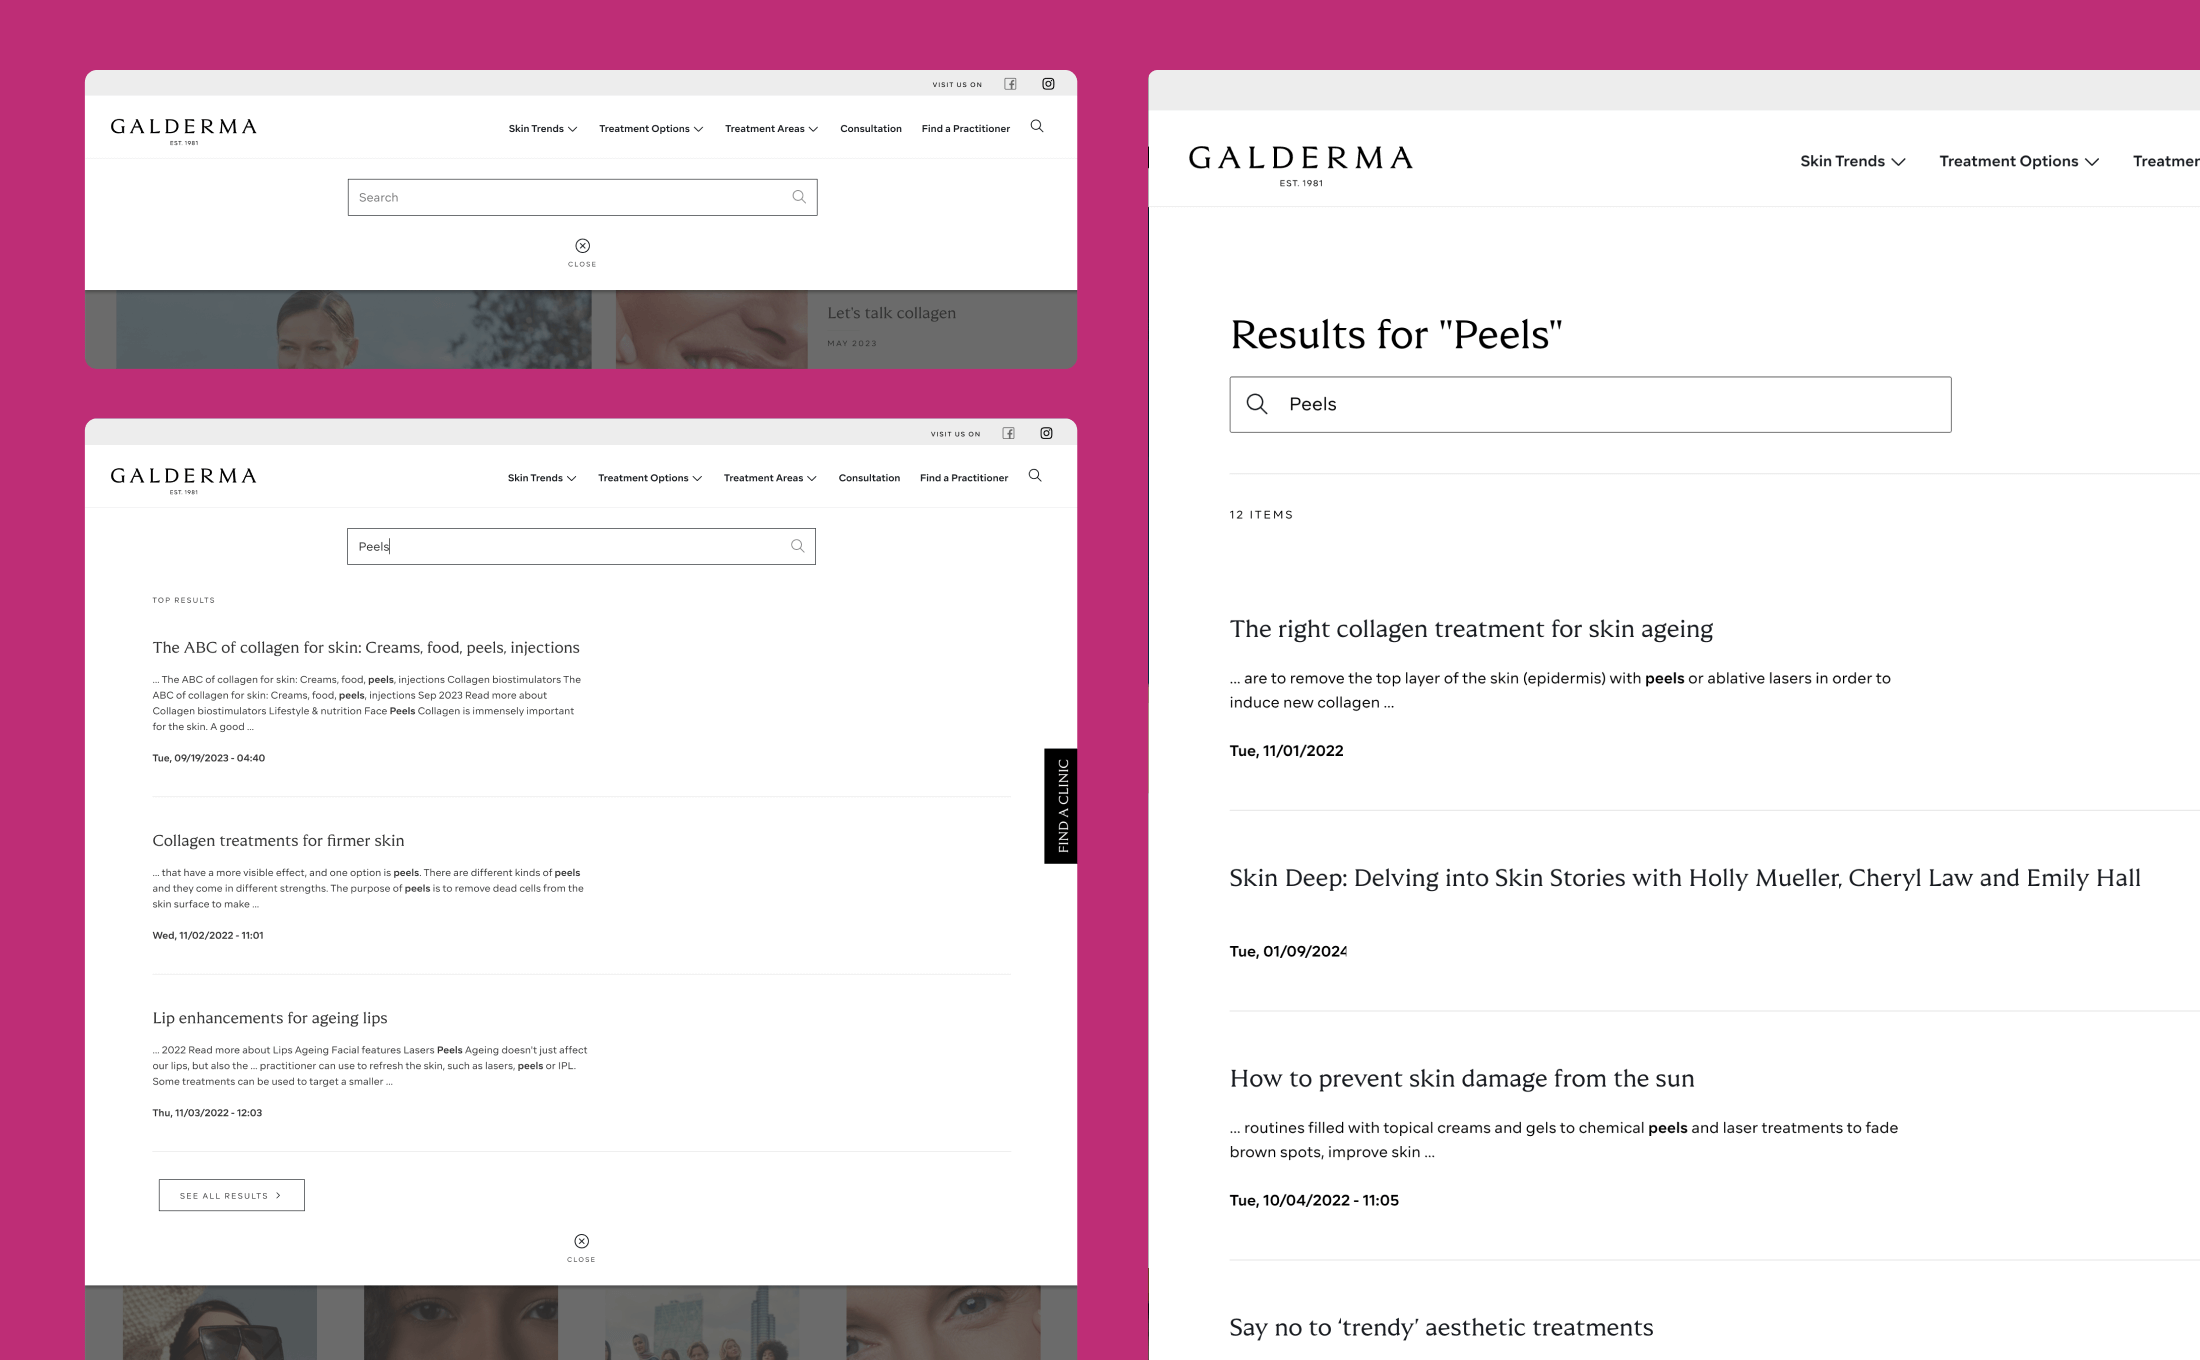 VISIT US ON
GALDERMA
EST. 1981
Skin Trends Treatment Options Treatment Areas Consultation Find a Practitioner
Search
CLOSE
Let's talk collagen
MAY 2023
VISIT US ON
GALDERMA
EST. 1981
Skin Trends Treatment Options Treatment Areas Consultation Find a Practitioner
Peels
TOP RESULTS
The ABC of collagen for skin: Creams, food, peels, injections
... The ABC of collagen for skin: Creams, food, peels, injections Collagen biostimulators The
ABC of collagen for skin: Creams, food, peels, injections Sep 2023 Read more about
Collagen biostimulators Lifestyle & nutrition Face Peels Collagen is immensely important
for the skin. A good ...
Tue, 09/19/2023 - 04:40
FIND A CLINIC
Collagen treatments for firmer skin
... that have a more visible effect, and one option is peels. There are different kinds of peels
and they come in different strengths. The purpose of peels is to remove dead cells from the
skin surface to make ...
Wed, 11/02/2022 - 11:01
Lip enhancements for ageing lips
... 2022 Read more about Lips Ageing Facial features Lasers Peels Ageing doesn't just affect
our lips, but also the ... practitioner can use to refresh the skin, such as lasers, peels or IPL.
Some treatments can be used to target a smaller ...
Thu, 11/03/2022 - 12:03
SEE ALL RESULTS
CLOSE
GALDERMA
EST. 1981
Skin Trends Treatment Options Treatmen
Results for "Peels"
Peels
12 ITEMS
The right collagen treatment for skin ageing
... are to remove the top layer of the skin (epidermis) with peels or ablative lasers in order to
induce new collagen ...
Tue, 11/01/2022
Skin Deep: Delving into Skin Stories with Holly Mueller, Cheryl Law and Emily Hall
Tue, 01/09/2024
How to prevent skin damage from the sun
... routines filled with topical creams and gels to chemical peels and laser treatments to fade
brown spots, improve skin ...
Tue, 10/04/2022 - 11:05
Say no to ‘trendy’ aesthetic treatments